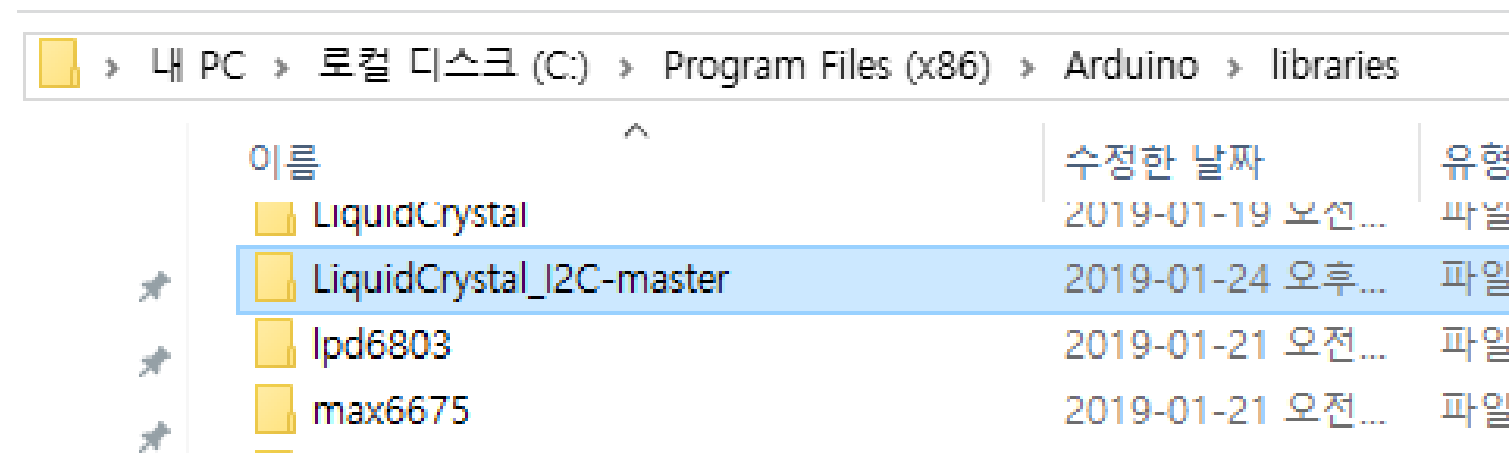 내 PC > 로컬 디스크 (C:) > Program Files (x86) > Arduino > libraries
이름 수정한 날짜 유형
LiquidCrystal 2019-01-19 오전... 파일
LiquidCrystal_I2C-master 2019-01-24 오후... 파일
lpd6803 2019-01-21 오전... 파일
max6675 2019-01-21 오전... 파일